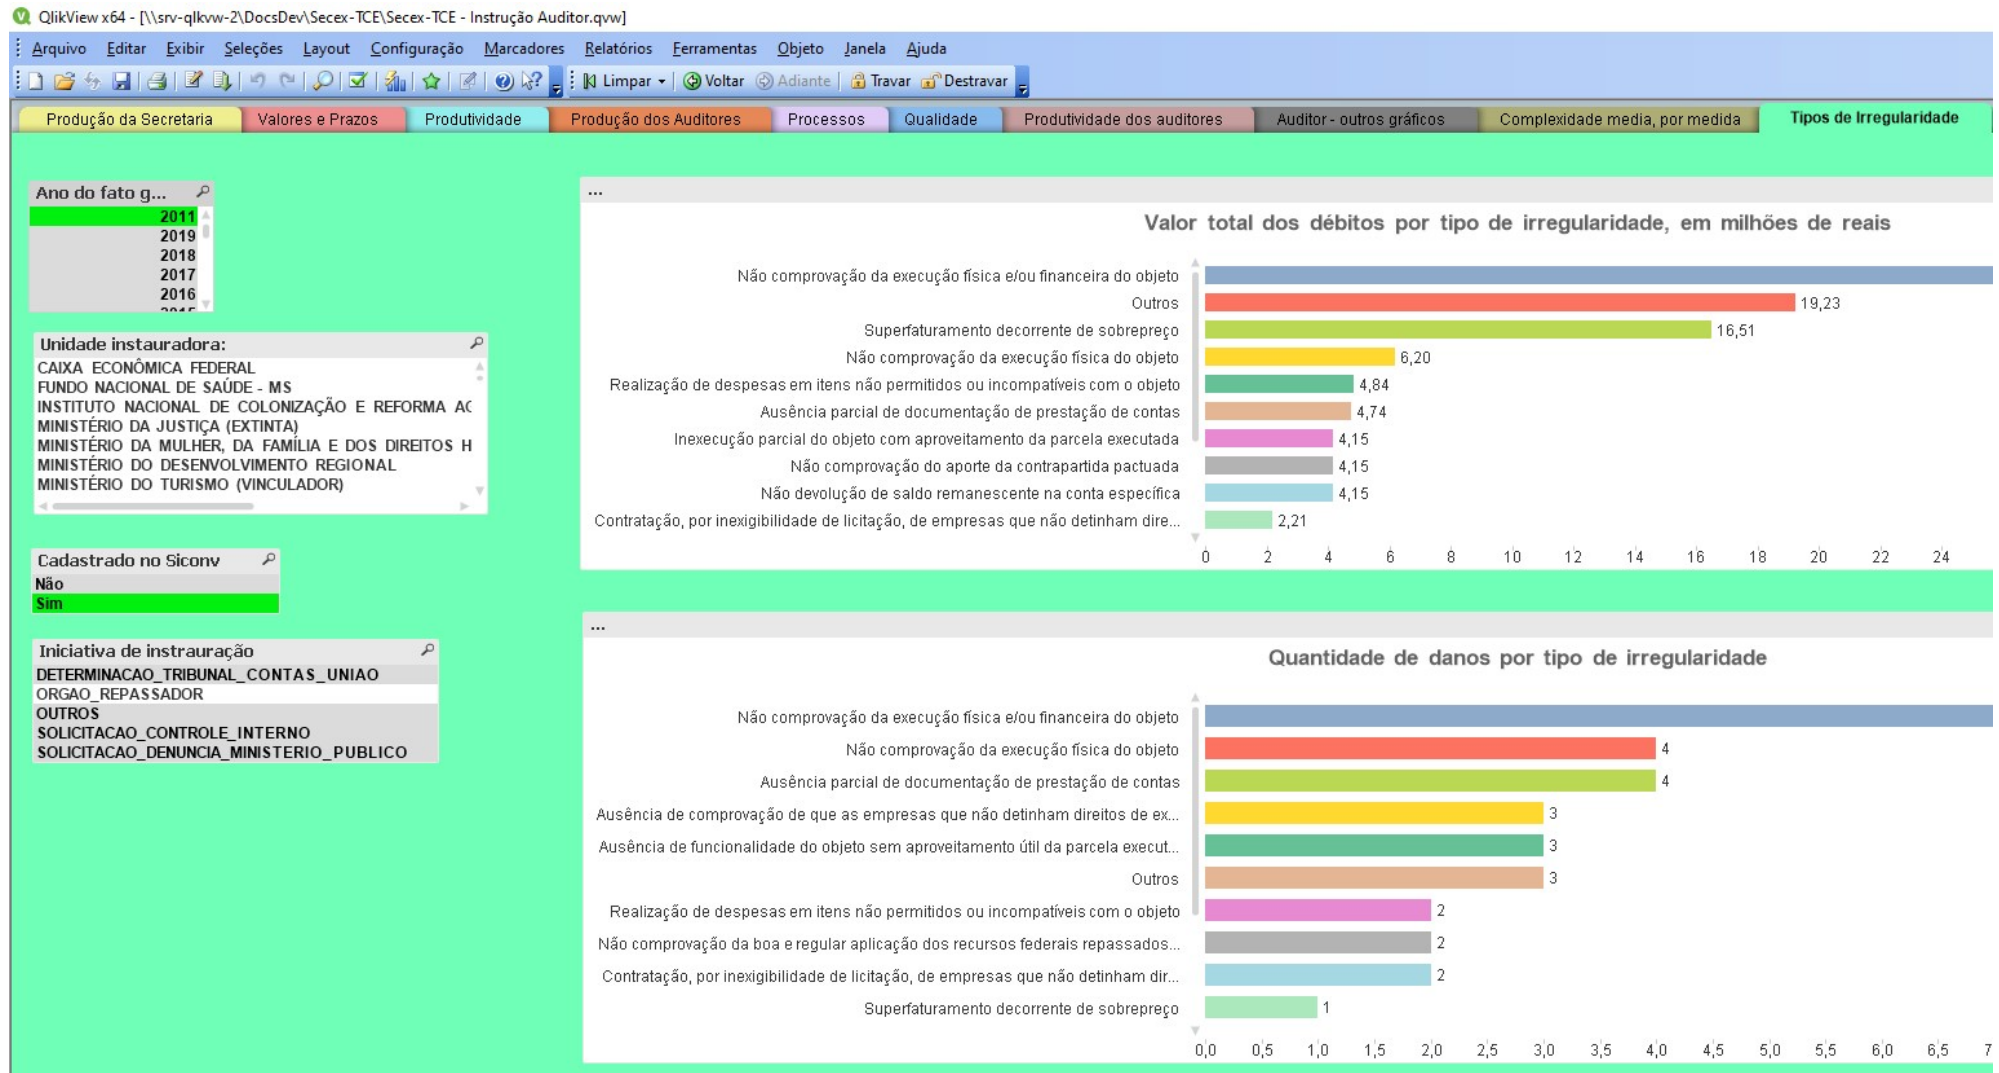 QlikView x64 - [\\srv-qlkvw-2\DocsDev\Secex-TCE\Secex-TCE - Instrução Auditor.qvw]
Arquivo Editar Exibir Seleções Layout Configuração Marcadores Relatórios Ferramentas Objeto Janela Ajuda
Limpar Voltar Adiante Travar Destravar
Produção da Secretaria Valores e Prazos Produtividade Produção dos Auditores Processos Qualidade Produtividade dos auditores Auditor - outros gráficos Complexidade media, por medida Tipos de Irregularidade
Ano do fato g...
2011
2019
2018
2017
2016
2015
Unidade instauradora:
CAIXA ECONÔMICA FEDERAL
FUNDO NACIONAL DE SAÚDE - MS
INSTITUTO NACIONAL DE COLONIZAÇÃO E REFORMA AG
MINISTÉRIO DA JUSTIÇA (EXTINTA)
MINISTÉRIO DA MULHER, DA FAMÍLIA E DOS DIREITOS H
MINISTÉRIO DO DESENVOLVIMENTO REGIONAL
MINISTÉRIO DO TURISMO (VINCULADOR)
Cadastrado no Siconv
Não
Sim
Iniciativa de instrauração
DETERMINACAO_TRIBUNAL_CONTAS_UNIAO
ORGAO_REPASSADOR
OUTROS
SOLICITACAO_CONTROLE_INTERNO
SOLICITACAO_DENUNCIA_MINISTERIO_PUBLICO
...
Valor total dos débitos por tipo de irregularidade, em milhões de reais
Não comprovação da execução física e/ou financeira do objeto
Outros 19,23
Superfaturamento decorrente de sobrepreço 16,51
Não comprovação da execução física do objeto 6,20
Realização de despesas em itens não permitidos ou incompatíveis com o objeto 4,84
Ausência parcial de documentação de prestação de contas 4,74
Inexecução parcial do objeto com aproveitamento da parcela executada 4,15
Não comprovação do aporte da contrapartida pactuada 4,15
Não devolução de saldo remanescente na conta específica 4,15
Contratação, por inexigibilidade de licitação, de empresas que não detinham dire... 2,21
0 2 4 6 8 10 12 14 16 18 20 22 24
...
Quantidade de danos por tipo de irregularidade
Não comprovação da execução física e/ou financeira do objeto
Não comprovação da execução física do objeto 4
Ausência parcial de documentação de prestação de contas 4
Ausência de comprovação de que as empresas que não detinham direitos de ex... 3
Ausência de funcionalidade do objeto sem aproveitamento útil da parcela execut... 3
Outros 3
Realização de despesas em itens não permitidos ou incompatíveis com o objeto 2
Não comprovação da boa e regular aplicação dos recursos federais repassados... 2
Contratação, por inexigibilidade de licitação, de empresas que não detinham dir... 2
Superfaturamento decorrente de sobrepreço 1
0,0 0,5 1,0 1,5 2,0 2,5 3,0 3,5 4,0 4,5 5,0 5,5 6,0 6,5 7